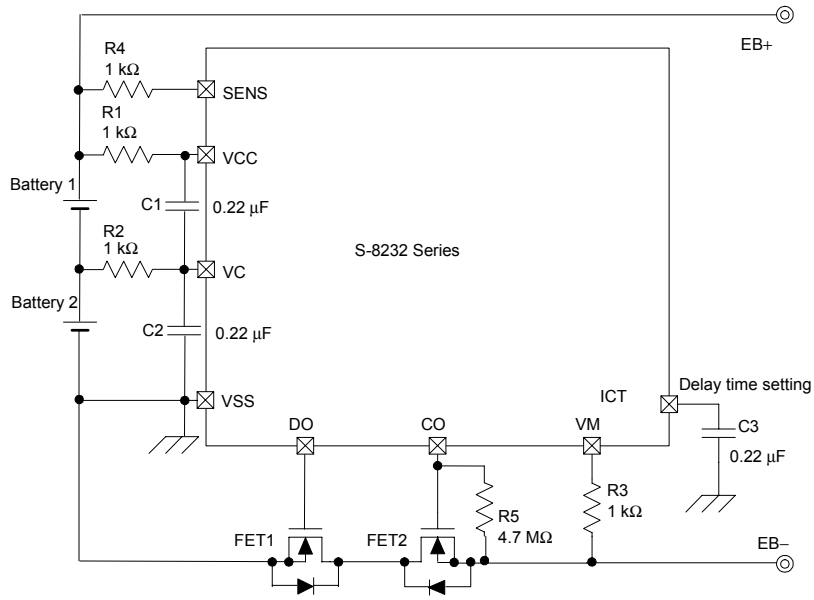 EB+
R4
1 kΩ
SENS
R1
1 kΩ
VCC
Battery 1
C1
0.22 μF
R2
1 kΩ
S-8232 Series
VC
Battery 2
C2
0.22 μF
VSS
ICT
Delay time setting
DO
CO
VM
C3
0.22 μF
R3
1 kΩ
R5
4.7 MΩ
FET1
FET2
EB−